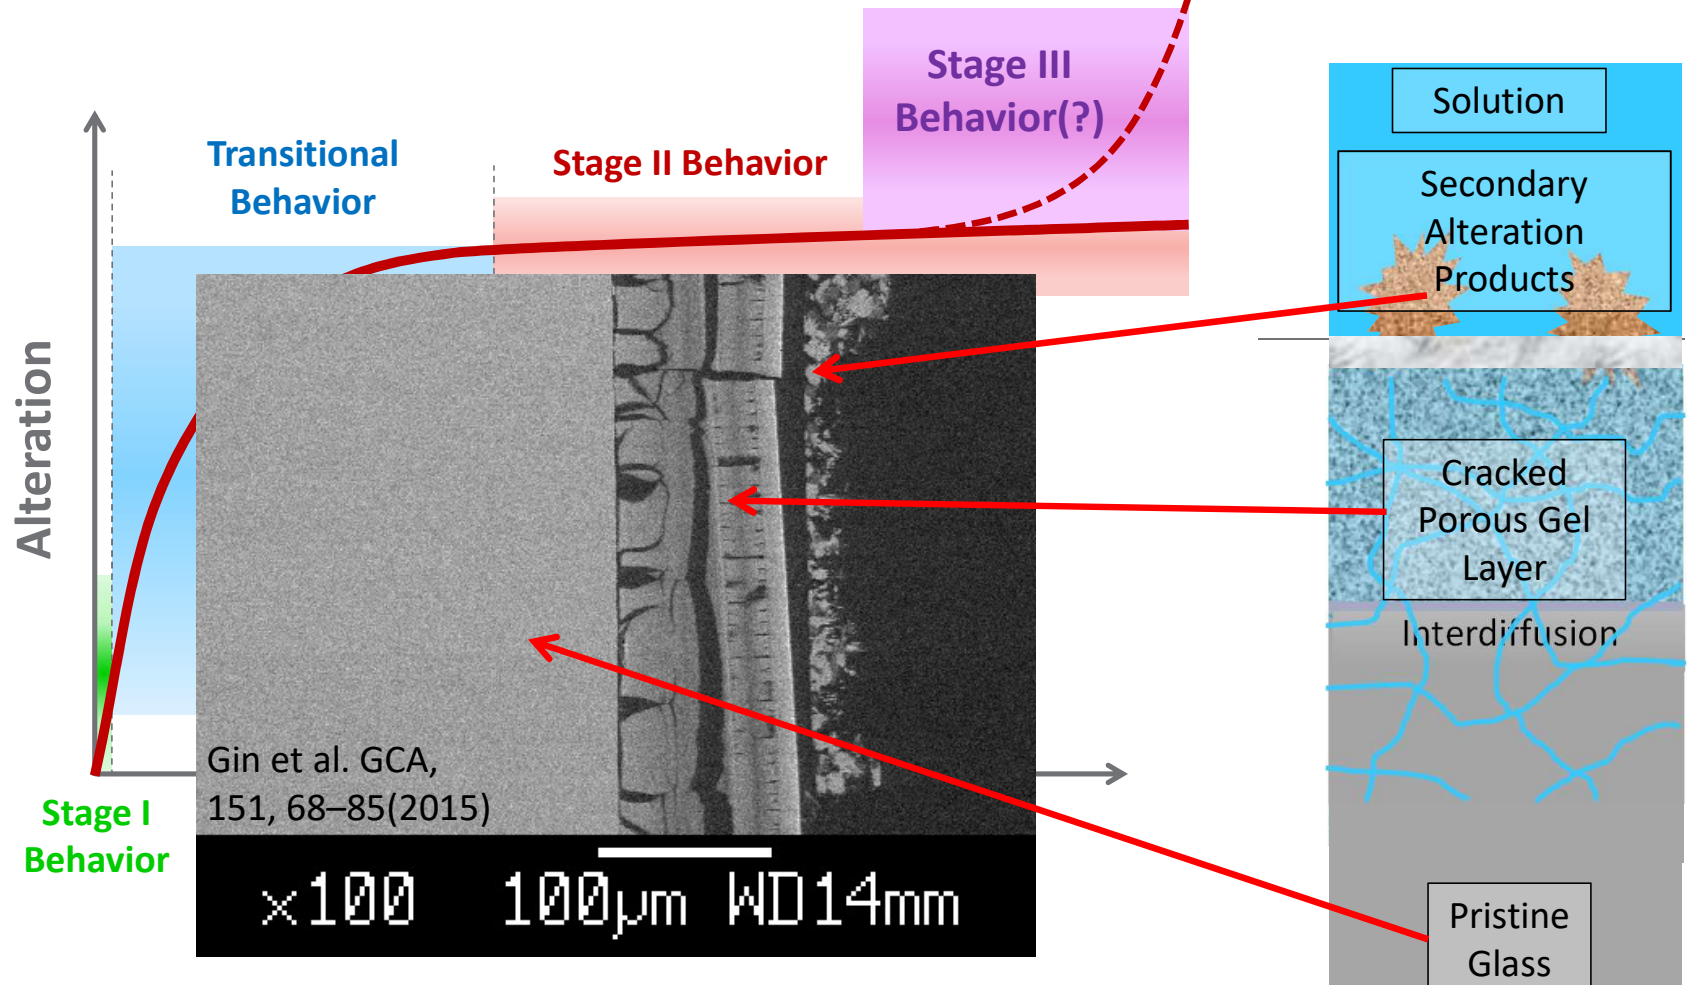 Stage III
Behavior(?)
Transitional
Behavior
Stage II Behavior
Alteration
Stage I
Behavior
Gin et al. GCA,
151, 68–85(2015)
×100 100μm WD14mm
Solution
Secondary
Alteration
Products
Cracked
Porous Gel
Layer
Interdiffusion
Pristine
Glass